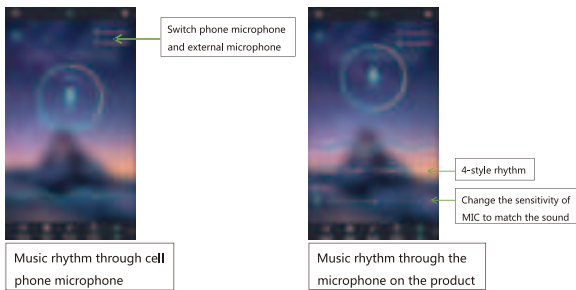 Switch phone microphone
and external microphone
4-style rhythm
Change the sensitivity of
MIC to match the sound
Music rhythm through cell
phone microphone
Music rhythm through the
microphone on the product